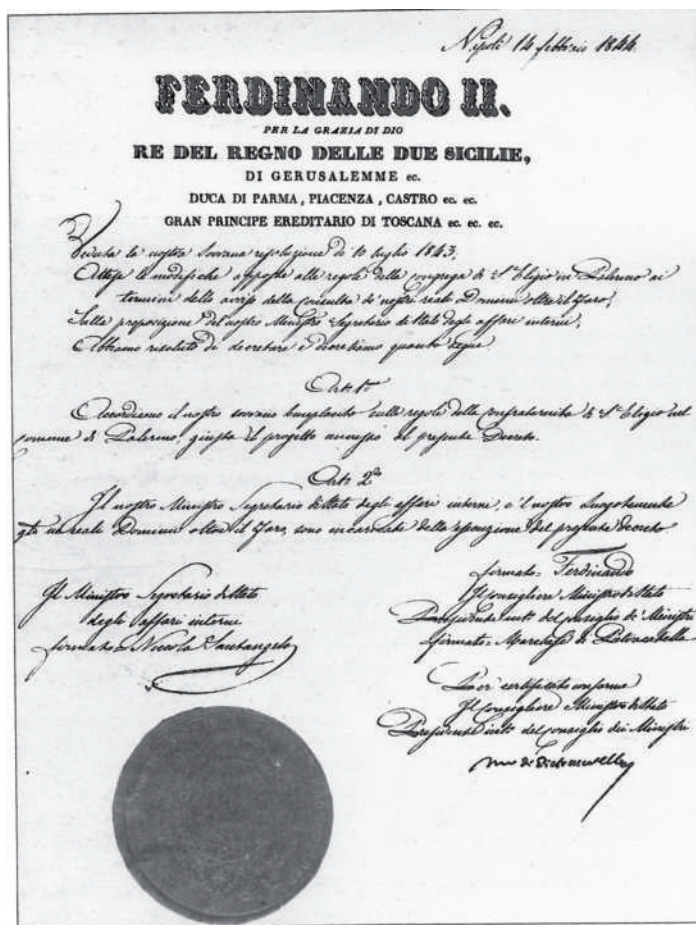 Napoli 14 febbraio 1844.
FERDINANDO II.
PER LA GRAZIA DI DIO
RE DEL REGNO DELLE DUE SICILIE,
DI GERUSALEMME ec.
DUCA DI PARMA, PIACENZA, CASTRO ec. ec.
GRAN PRINCIPE EREDITARIO DI TOSCANA ec. ec. ec.
Veduta la nostra sovrana risoluzione di 10 luglio 1843;
Attese le modifiche apposte alle regole della congrega di S. Eligio in Palermo ai
termini dello avviso della consulta de' nostri reali Dominii oltre il Faro;
Sulla proposizione del nostro Ministro Segretario di Stato degli affari interni;
Abbiamo risoluto di decretare e decretiamo quanto segue.
Art. 1º
Accordiamo il nostro sovrano beneplacito sulle regole della confraternita di S. Eligio nel
comune di Palermo, giusta il progetto annesso al presente Decreto.
Art. 2º
Il nostro Ministro Segretario di Stato degli affari interni, e 'l nostro Luogotenente
ne' reali Dominii oltre il Faro, sono incaricati della esecuzione del presente decreto.
firmato = Ferdinando
Il Ministro Segretario di Stato
degli affari interni
firmato = Nicola Santangelo
Il Consigliere Ministro di Stato
Presidente del consiglio de' Ministri
firmato = Marchese di Pietracatella
Per certificato conforme
Il Consigliere Ministro di Stato
Presidente del consiglio dei Ministri
di Pietracatella